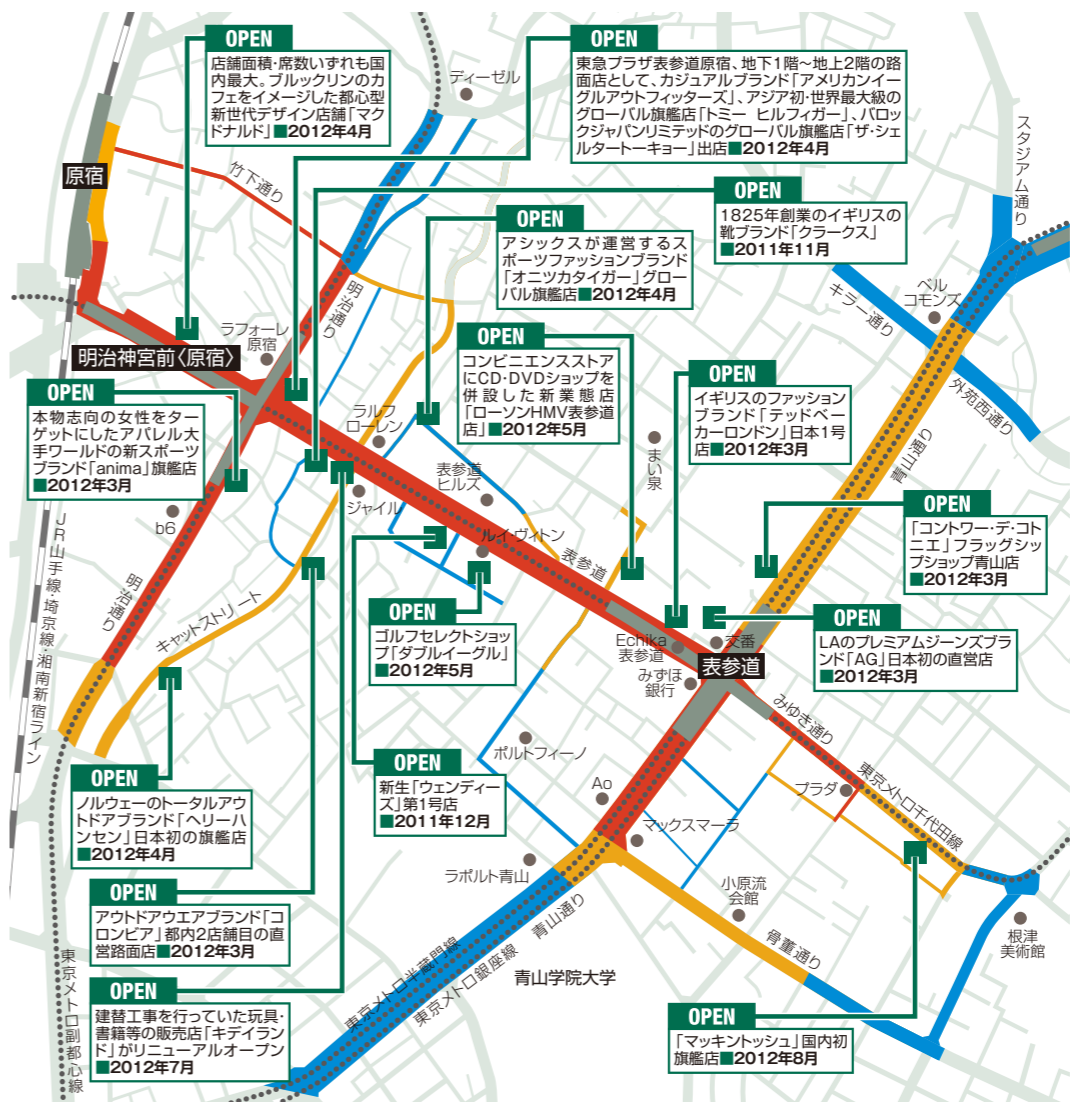 OPEN
店舗面積・席数いずれも国
内最大。ブルックリンのカ
フェをイメージした都心型
新世代デザイン店舗「マク
ドナルド」■2012年4月
OPEN
東急プラザ表参道原宿、地下1階〜地上2階の路
面店として、カジュアルブランド「アメリカンイー
グルアウトフィッターズ」、アジア初・世界最大級の
グローバル旗艦店「トミー ヒルフィガー」、バロック
ジャパンリミテッドのグローバル旗艦店「ザ・シェ
ルタートーキョー」出店■2012年4月
ディーゼル
スタジアム通り
原宿
竹下通り
OPEN
1825年創業のイギリスの
靴ブランド「クラークス」
■2011年11月
OPEN
アシックスが運営するス
ポーツファッションブランド
「オニツカタイガー」グロー
バル旗艦店■2012年4月
明治通り
ベル
コモンズ
キラー通り
ラフォーレ
原宿
明治神宮前〈原宿〉
OPEN
コンビニエンスストア
にCD・DVDショップを
併設した新業態店
「ローソンHMV表参道
店」■2012年5月
OPEN
イギリスのファッション
ブランド「テッドベー
カーロンドン」日本1号
店■2012年3月
外苑西通り
OPEN
本物志向の女性をター
ゲットにしたアパレル大
手ワールドの新スポーツ
ブランド「anima」旗艦店
■2012年3月
ラルフ
ローレン
まい泉
青山通り
表参道
ヒルズ
ジャイル
b6
ルイ・ヴィトン
表参道
OPEN
「コントワー・デ・コト
ニエ」フラッグシッ
プショップ青山店
■2012年3月
JR山手線・埼京線・湘南新宿ライン
明治通り
キャットストリート
OPEN
ゴルフセレクトショッ
プ「ダブルイーグル」
■2012年5月
Echika
表参道
交番
表参道
みずほ
銀行
OPEN
LAのプレミアムジーンズブラ
ンド「AG」日本初の直営店
■2012年3月
みゆき通り
ポルトフィーノ
東京メトロ千代田線
OPEN
新生「ウェンディー
ズ」第1号店
■2011年12月
プラダ
Ao
マックスマーラ
OPEN
ノルウェーのトータルアウ
トドアブランド「ヘリーハ
ンセン」日本初の旗艦店
■2012年4月
ラポルト青山
小原流
会館
青山通り
骨董通り
根津
美術館
OPEN
アウトドアウエアブランド「コ
ロンビア」都内2店舗目の直
営路面店■2012年3月
東京メトロ半蔵門線
東京メトロ銀座線
青山学院大学
東京メトロ副都心線
OPEN
建替工事を行っていた玩具・
書籍等の販売店「キデイラン
ド」がリニューアルオープン
■2012年7月
OPEN
「マッキントッシュ」国内初
旗艦店■2012年8月